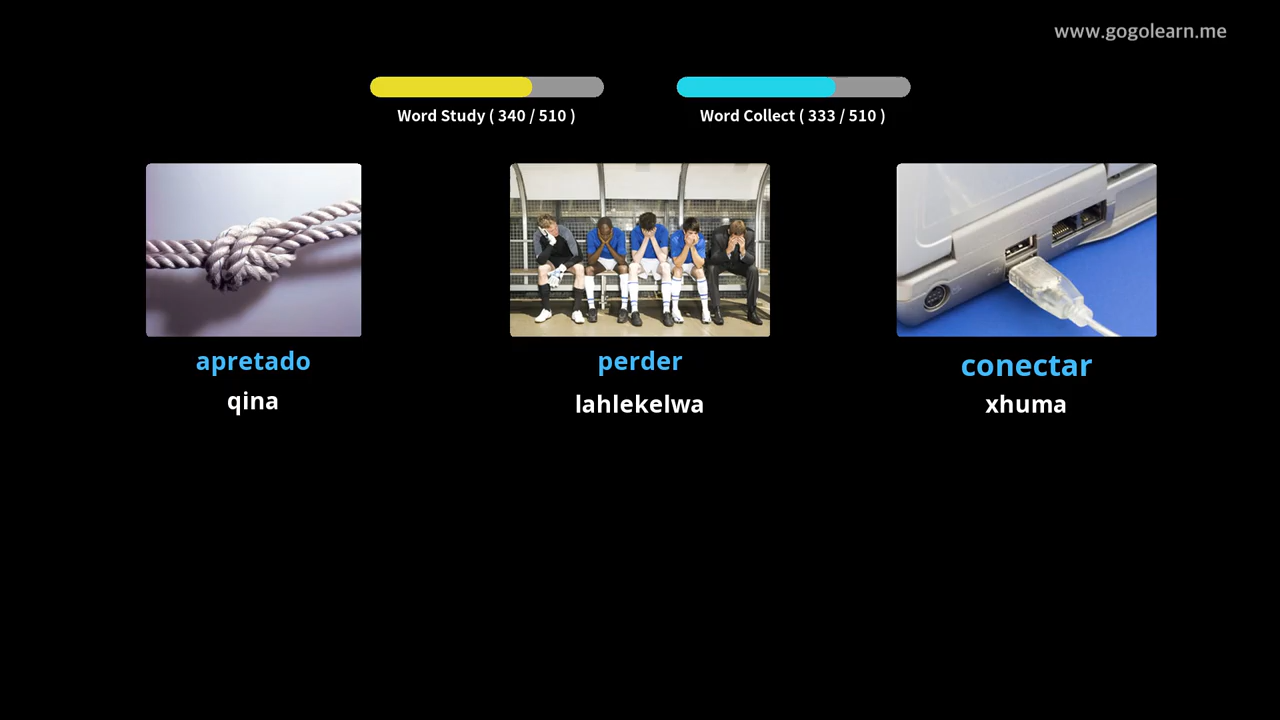 www.gogolearn.me
Word Study ( 340 / 510 )
Word Collect ( 333 / 510 )
apretado
qina
perder
lahlekelwa
conectar
xhuma